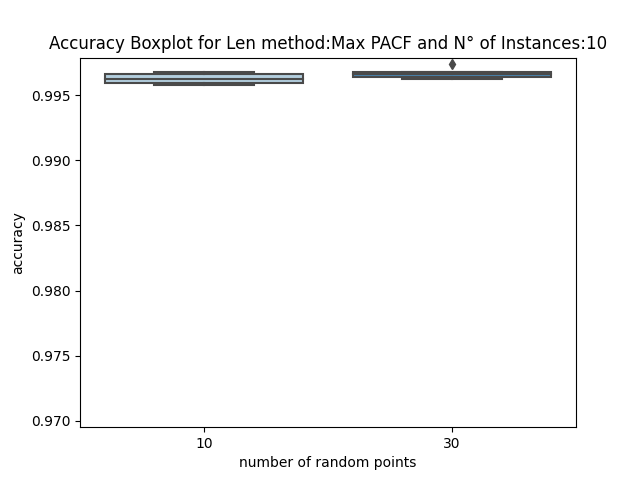 Accuracy Boxplot for Len method:Max PACF and N° of Instances:10
0.995
0.990
0.985
0.980
0.975
0.970
accuracy
10 30
number of random points